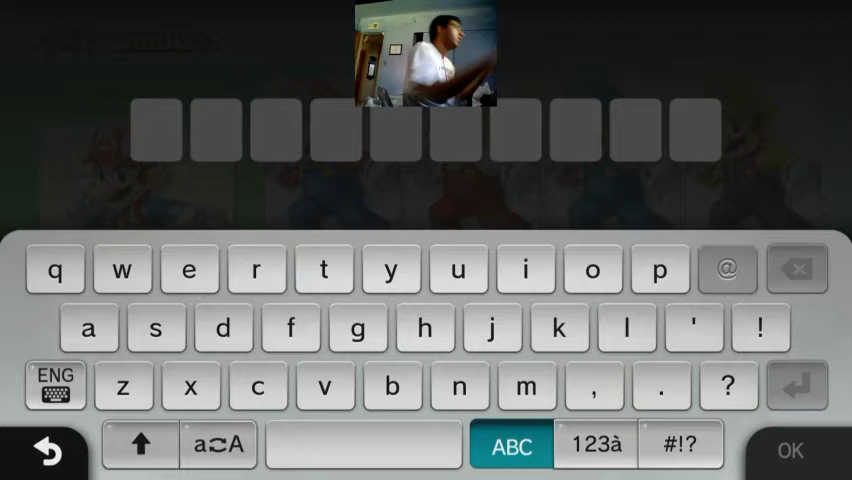 q w e r t y u i o p @
a s d f g h j k l ' !
ENG z x c v b n m , . ?
a A ABC 123à #!? OK